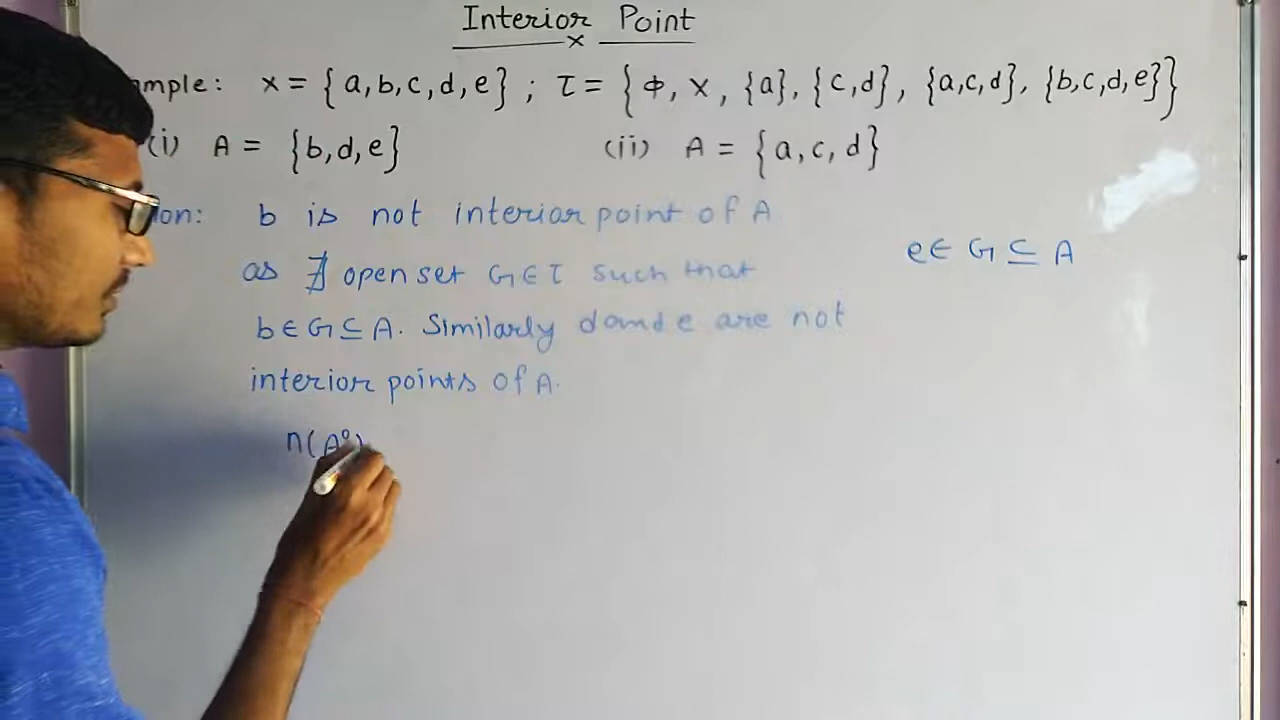 Interior Point
×
mple: X = {a,b,c,d,e} ; τ = {ϕ, X, {a}, {c,d}, {a,c,d}, {b,c,d,e}}
(i) A = {b,d,e} (ii) A = {a,c,d}
ion: b is not interior point of A
as ∄ open set G∈τ such that
b∈G⊆A. Similarly d and e are not
interior points of A.
n(A°)
e∈ G ⊆ A